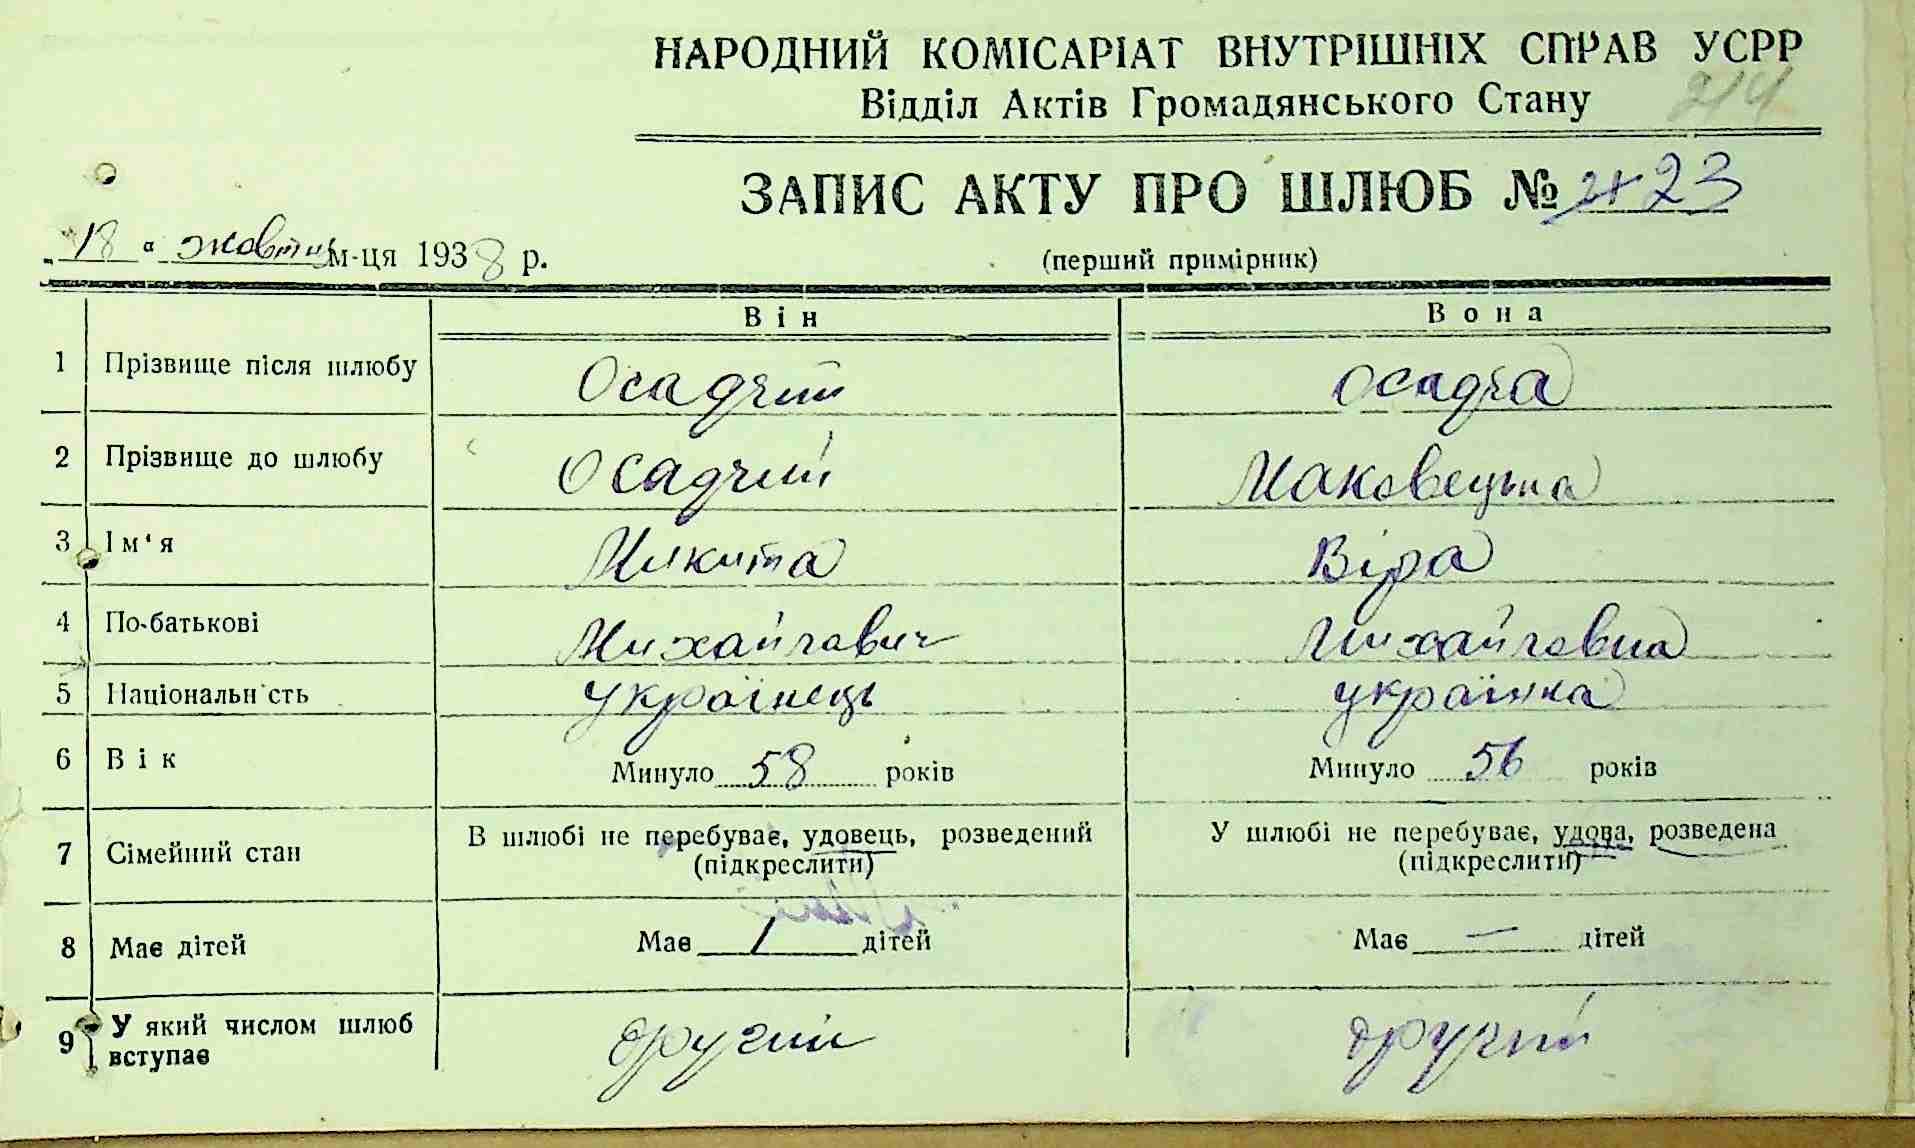 НАРОДНИЙ КОМІСАРІАТ ВНУТРІШНІХ СПРАВ УСРР
Відділ Актів Громадянського Стану
214
ЗАПИС АКТУ ПРО ШЛЮБ № 23
„18“ жовтня м-ця 1938 р.
(перший примірник)
Він Вона
1 Прізвище після шлюбу Осадчий Осадча
2 Прізвище до шлюбу Осадчий Маковецька
3 Ім'я Микита Віра
4 По-батькові Михайлович Михайловна
5 Національність українець українка
6 Вік Минуло 58 років Минуло 56 років
7 Сімейний стан В шлюбі не перебуває, удовець, розведений У шлюбі не перебуває, удова, розведена
(підкреслити) (підкреслити)
8 Має дітей Має 1 дітей Має — дітей
9 У який числом шлюб вступає другий другий